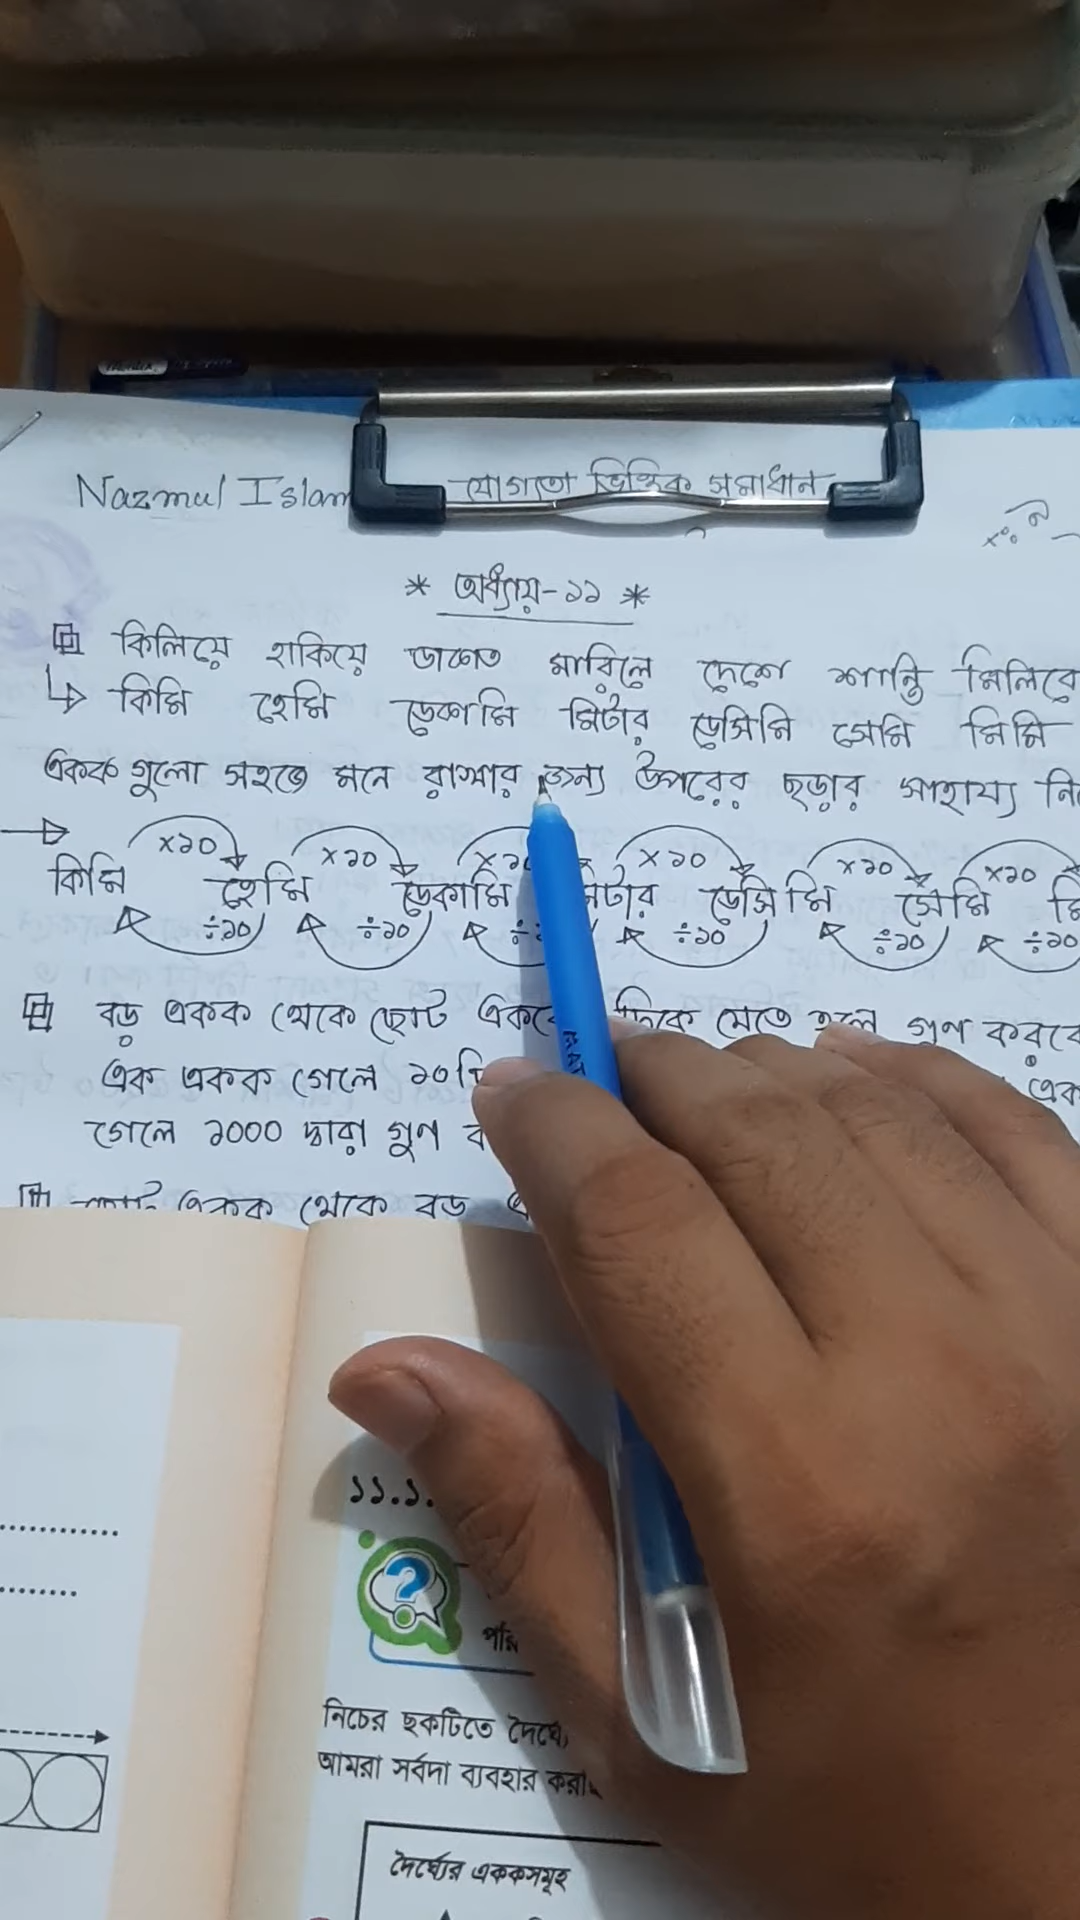 Nazmul Islam
যোগ্যতা ভিত্তিক সমাধান
* অধ্যায়-১১ *
কিলিয়ে হাকিয়ে ডাকাত মারিলে দেশে শান্তি মিলিবে
কিমি হেমি ডেকামি মিটার ডেসিমি সেমি মিমি
একক গুলো সহজে মনে রাখার জন্য উপরের ছড়ার সাহায্য
×১০ ×১০ ×১০ ×১০ ×১০
কিমি হেমি ডেকামি মিটার ডেসিমি সেমি
÷১০ ÷১০ ÷১০ ÷১০ ÷১০
বড় একক থেকে ছোট দিকে যেতে হলে গুণ করবে
এক একক গেলে ১০
গেলে ১০০০ দ্বারা গুণ
একক থেকে বড়
১১.১.
নিচের ছকটিতে
আমরা সর্বদা ব্যবহার
দৈর্ঘ্যের এককসমূহ